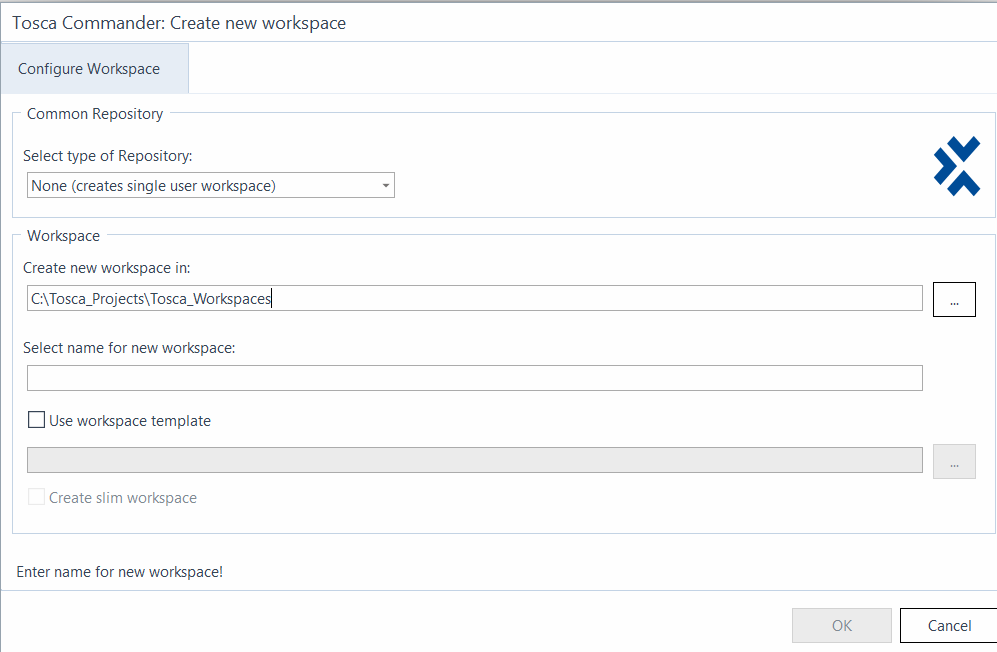 Tosca Commander: Create new workspace
Configure Workspace
Common Repository
Select type of Repository:
None (creates single user workspace)
Workspace
Create new workspace in:
C:\Tosca_Projects\Tosca_Workspaces
...
Select name for new workspace:
Use workspace template
...
Create slim workspace
Enter name for new workspace!
OK
Cancel